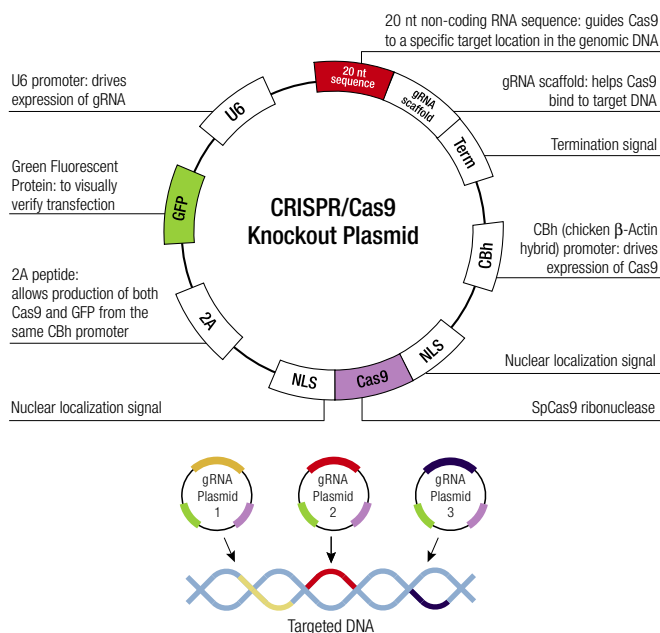 20 nt non-coding RNA sequence: guides Cas9
to a specific target location in the genomic DNA
U6 promoter: drives
expression of gRNA
gRNA scaffold: helps Cas9
bind to target DNA
Termination signal
Green Fluorescent
Protein: to visually
verify transfection
CBh (chicken β-Actin
hybrid) promoter: drives
expression of Cas9
2A peptide:
allows production of both
Cas9 and GFP from the
same CBh promoter
Nuclear localization signal
Nuclear localization signal
SpCas9 ribonuclease
20 nt
sequence
gRNA
scaffold
Term
CBh
NLS
Cas9
NLS
2A
GFP
U6
CRISPR/Cas9
Knockout Plasmid
gRNA
Plasmid
1
gRNA
Plasmid
2
gRNA
Plasmid
3
Targeted DNA